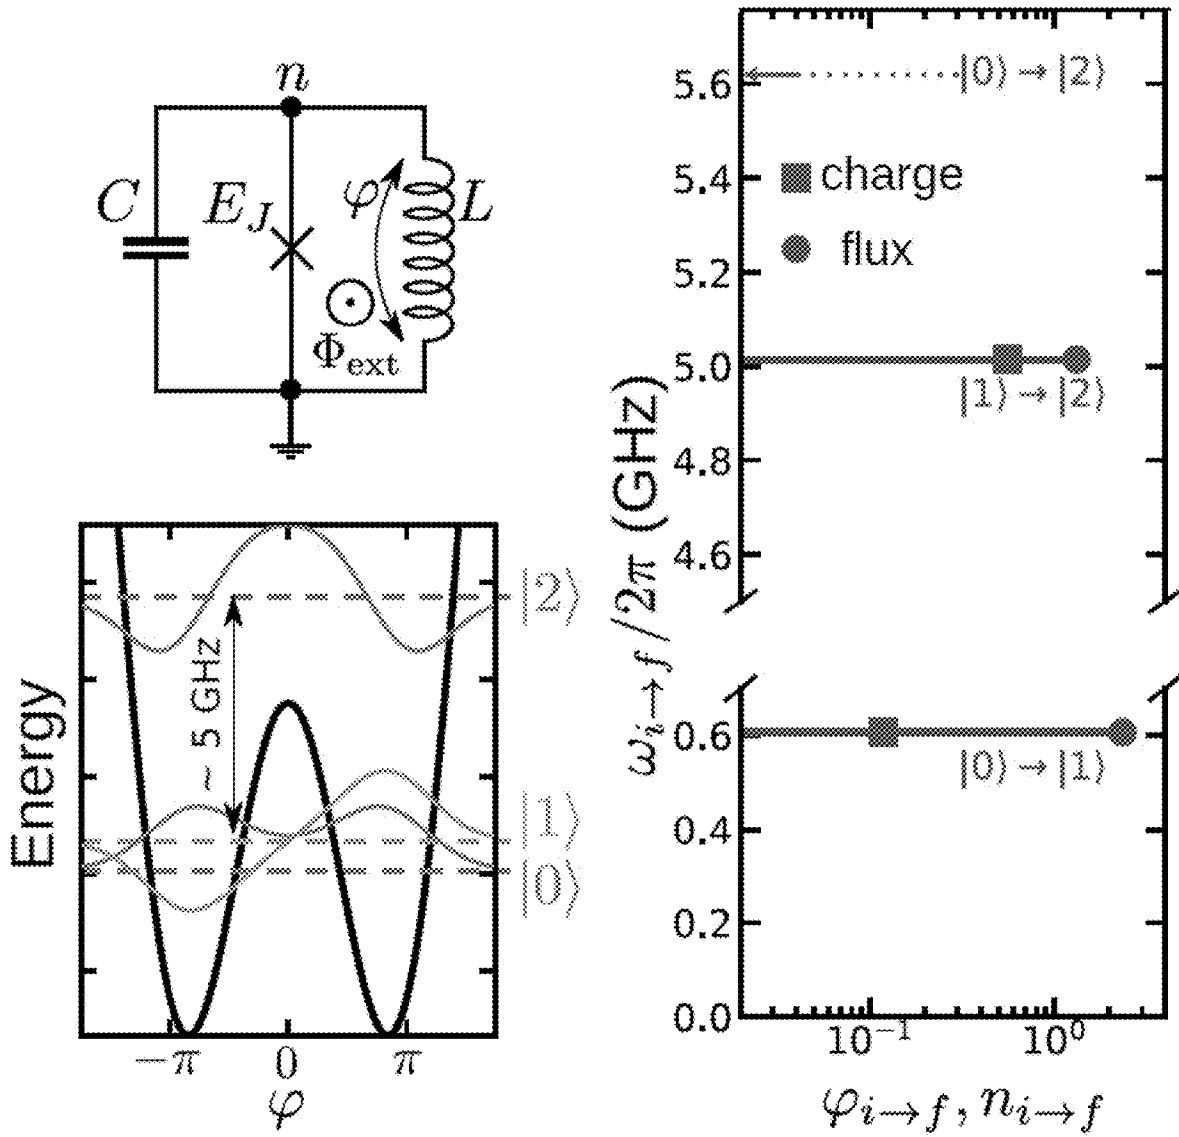 n
C
E_J
φ
L
Φ_ext
Energy
~ 5 GHz
|2⟩
|1⟩
|0⟩
−π
0
π
φ
ω_{i→f}/2π (GHz)
5.6
5.4
5.2
5.0
4.8
4.6
0.6
0.4
0.2
0.0
|0⟩ → |2⟩
charge
flux
|1⟩ → |2⟩
|0⟩ → |1⟩
10⁻¹
10⁰
φ_{i→f}, n_{i→f}